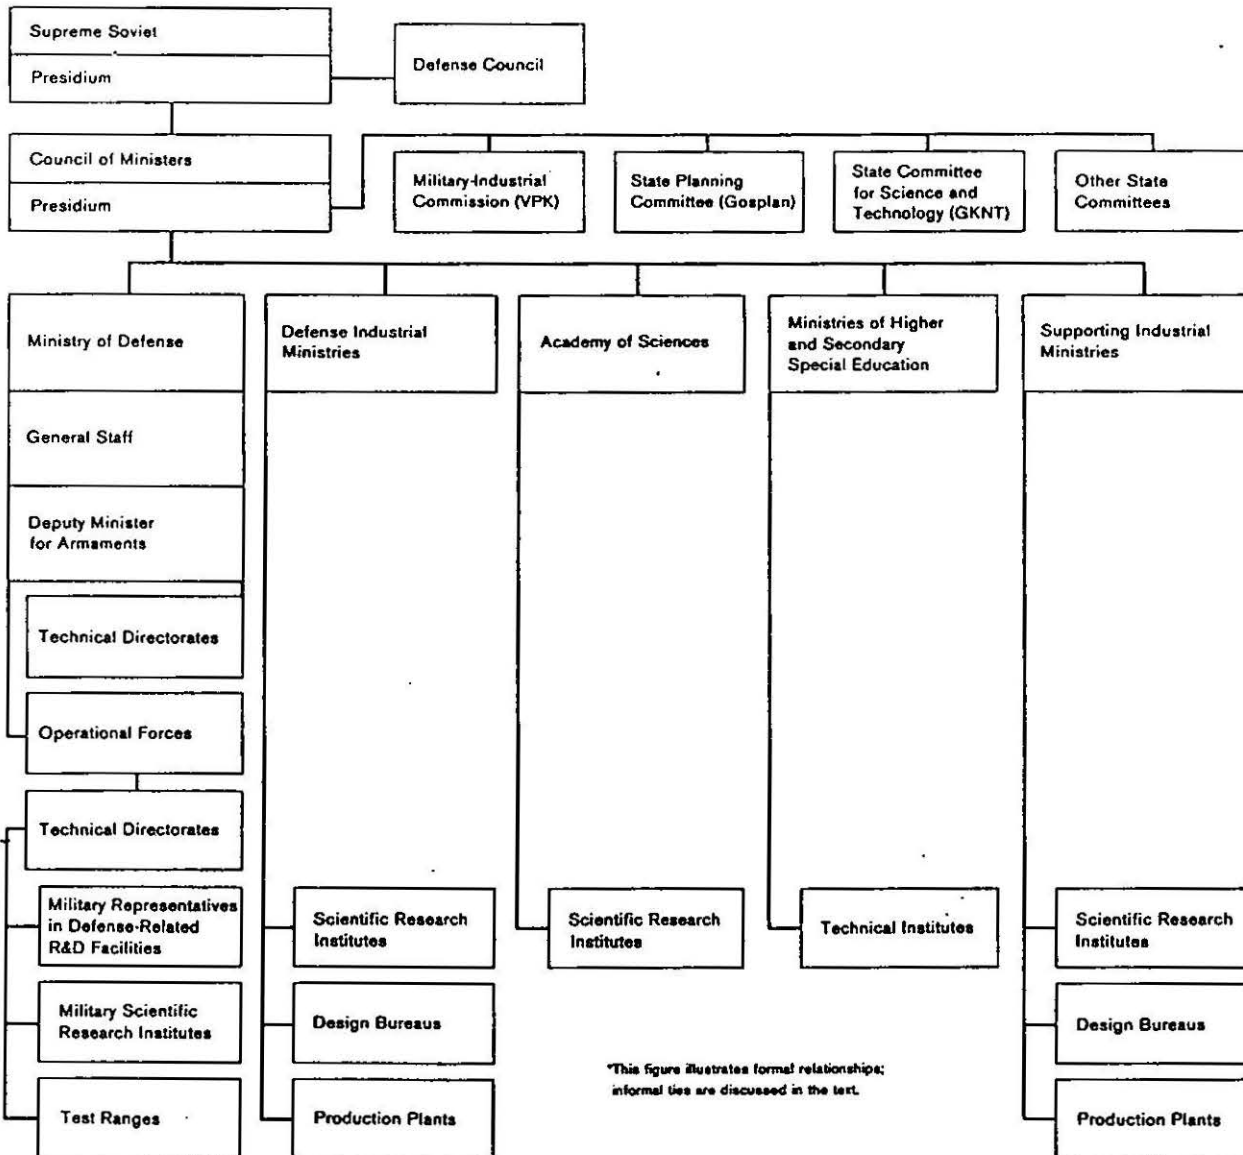 Supreme Soviet
Presidium
Defense Council
Council of Ministers
Presidium
Military-Industrial
Commission (VPK)
State Planning
Committee (Gosplan)
State Committee
for Science and
Technology (GKNT)
Other State
Committees
Ministry of Defense
Defense Industrial
Ministries
Academy of Sciences
Ministries of Higher
and Secondary
Special Education
Supporting Industrial
Ministries
General Staff
Deputy Minister
for Armaments
Technical Directorates
Operational Forces
Technical Directorates
Military Representatives
in Defense-Related
R&D Facilities
Scientific Research
Institutes
Scientific Research
Institutes
Technical Institutes
Scientific Research
Institutes
Military Scientific
Research Institutes
Design Bureaus
Design Bureaus
*This figure illustrates formal relationships;
informal ties are discussed in the text.
Test Ranges
Production Plants
Production Plants